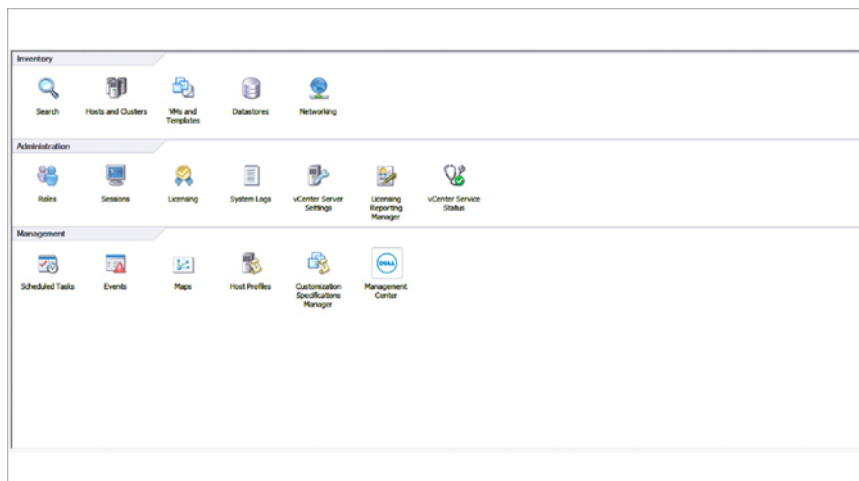 Inventory
Search
Hosts and Clusters
VMs and
Templates
Datastores
Networking
Administration
Roles
Sessions
Licensing
System Logs
vCenter Server
Settings
Licensing
Reporting
Manager
vCenter Service
Status
Management
Scheduled Tasks
Events
Maps
Host Profiles
Customization
Specifications
Manager
DELL
Management
Center